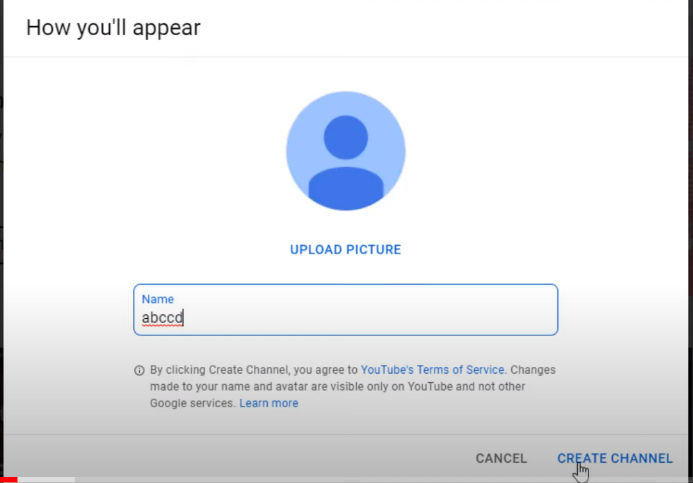 How you'll appear
UPLOAD PICTURE
Name
abccd
By clicking Create Channel, you agree to YouTube's Terms of Service. Changes
made to your name and avatar are visible only on YouTube and not other
Google services. Learn more
CANCEL
CREATE CHANNEL